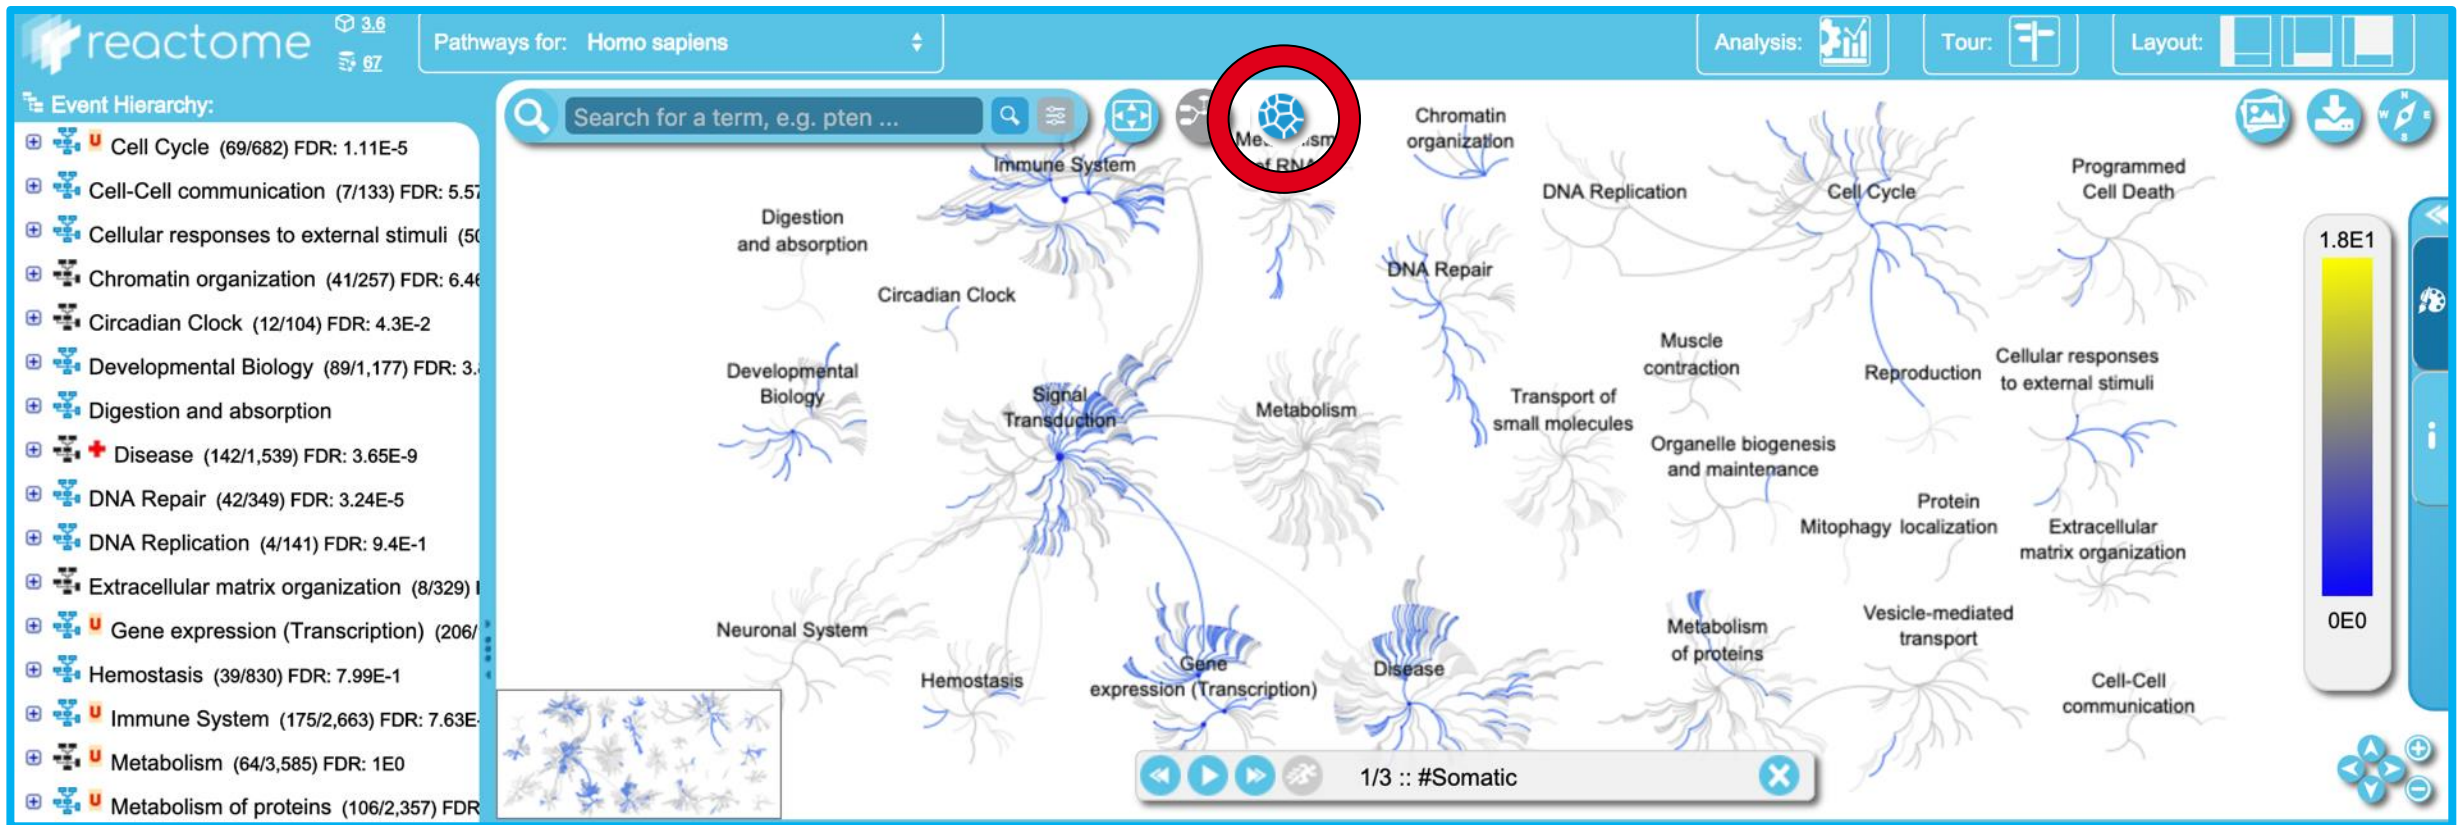 reactome
3.6
67
Pathways for: Homo sapiens
Analysis:
Tour:
Layout:
Event Hierarchy:
Cell Cycle (69/682) FDR: 1.11E-5
Cell-Cell communication (7/133) FDR: 5.57
Cellular responses to external stimuli (50
Chromatin organization (41/257) FDR: 6.46
Circadian Clock (12/104) FDR: 4.3E-2
Developmental Biology (89/1,177) FDR: 3.
Digestion and absorption
Disease (142/1,539) FDR: 3.65E-9
DNA Repair (42/349) FDR: 3.24E-5
DNA Replication (4/141) FDR: 9.4E-1
Extracellular matrix organization (8/329)
Gene expression (Transcription) (206/
Hemostasis (39/830) FDR: 7.99E-1
Immune System (175/2,663) FDR: 7.63E-
Metabolism (64/3,585) FDR: 1E0
Metabolism of proteins (106/2,357) FDR
Search for a term, e.g. pten ...
Immune System
of RNA
Chromatin
organization
DNA Replication
Cell Cycle
Programmed
Cell Death
Digestion
and absorption
Circadian Clock
DNA Repair
Developmental
Biology
Signal
Transduction
Metabolism
Transport of
small molecules
Muscle
contraction
Reproduction
Cellular responses
to external stimuli
Organelle biogenesis
and maintenance
Mitophagy
Protein
localization
Extracellular
matrix organization
Neuronal System
Hemostasis
Gene
expression (Transcription)
Disease
Metabolism
of proteins
Vesicle-mediated
transport
Cell-Cell
communication
1.8E1
0E0
N
W
E
S
1/3 :: #Somatic